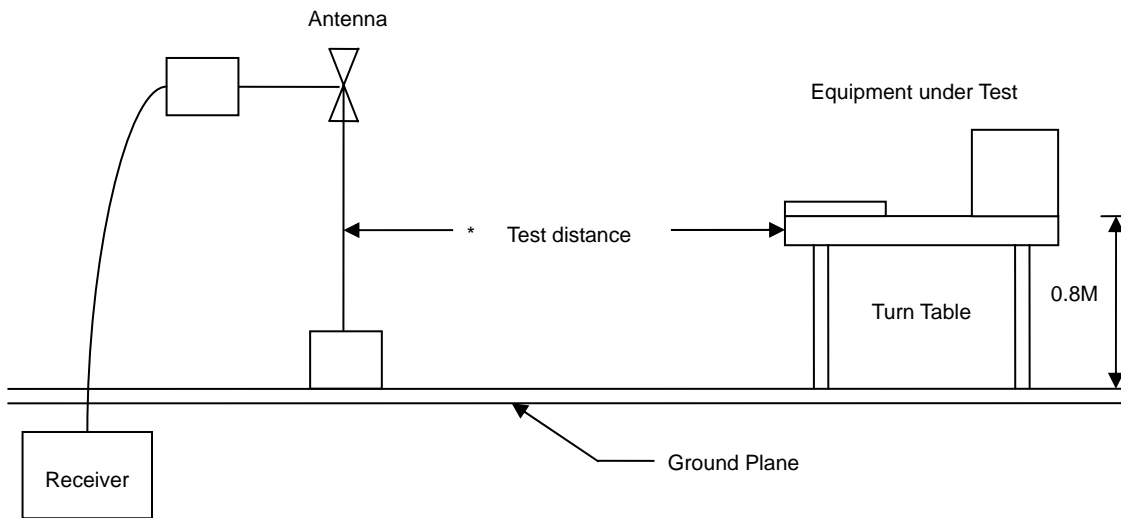 Antenna
Equipment under Test
* Test distance
0.8M
Turn Table
Ground Plane
Receiver